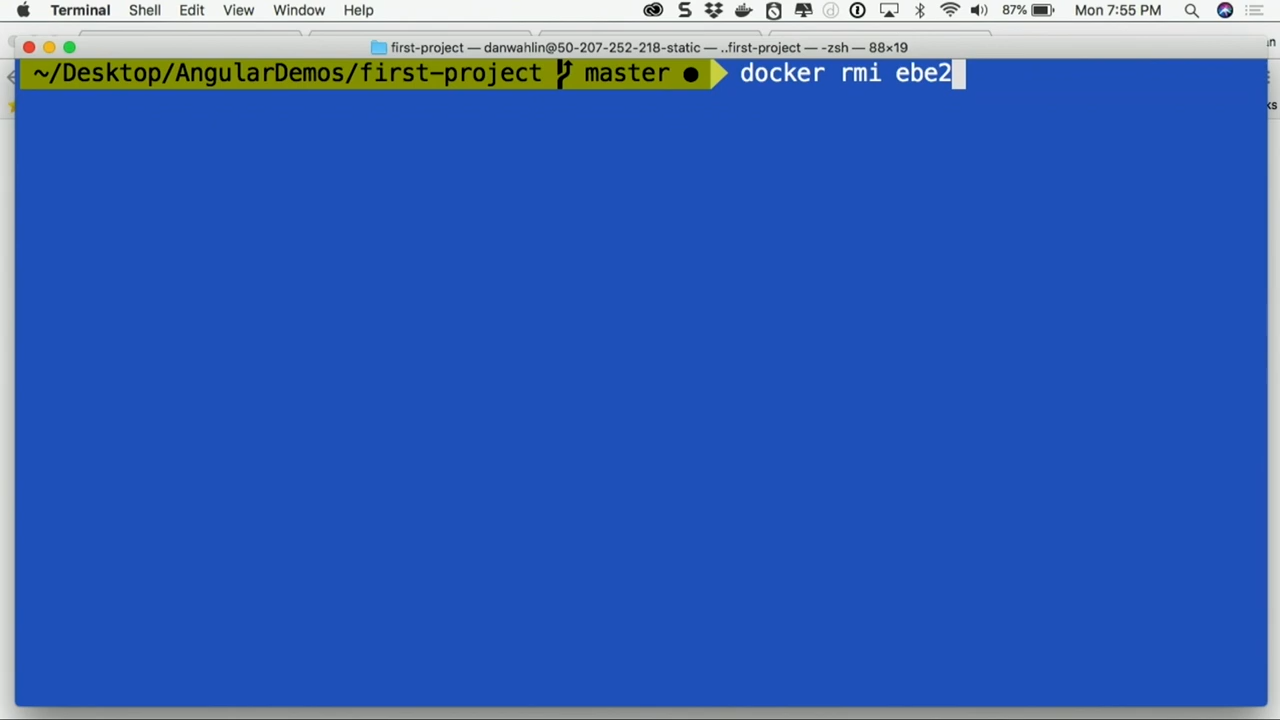 Terminal Shell Edit View Window Help 87% Mon 7:55 PM
first-project — danwahlin@50-207-252-218-static — ..first-project — -zsh — 88×19
~/Desktop/AngularDemos/first-project master ● docker rmi ebe2